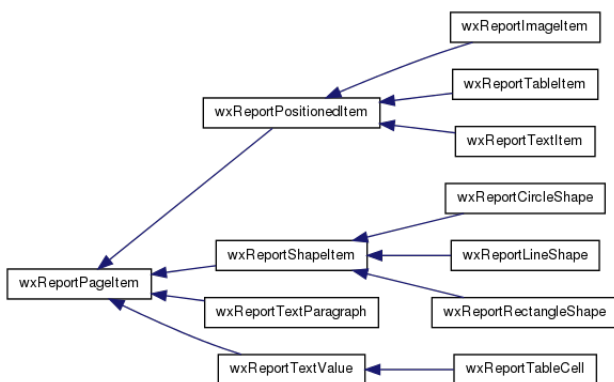 wxReportImageItem
wxReportTableItem
wxReportPositionedItem
wxReportTextItem
wxReportCircleShape
wxReportShapeItem
wxReportLineShape
wxReportPageItem
wxReportTextParagraph
wxReportRectangleShape
wxReportTextValue
wxReportTableCell